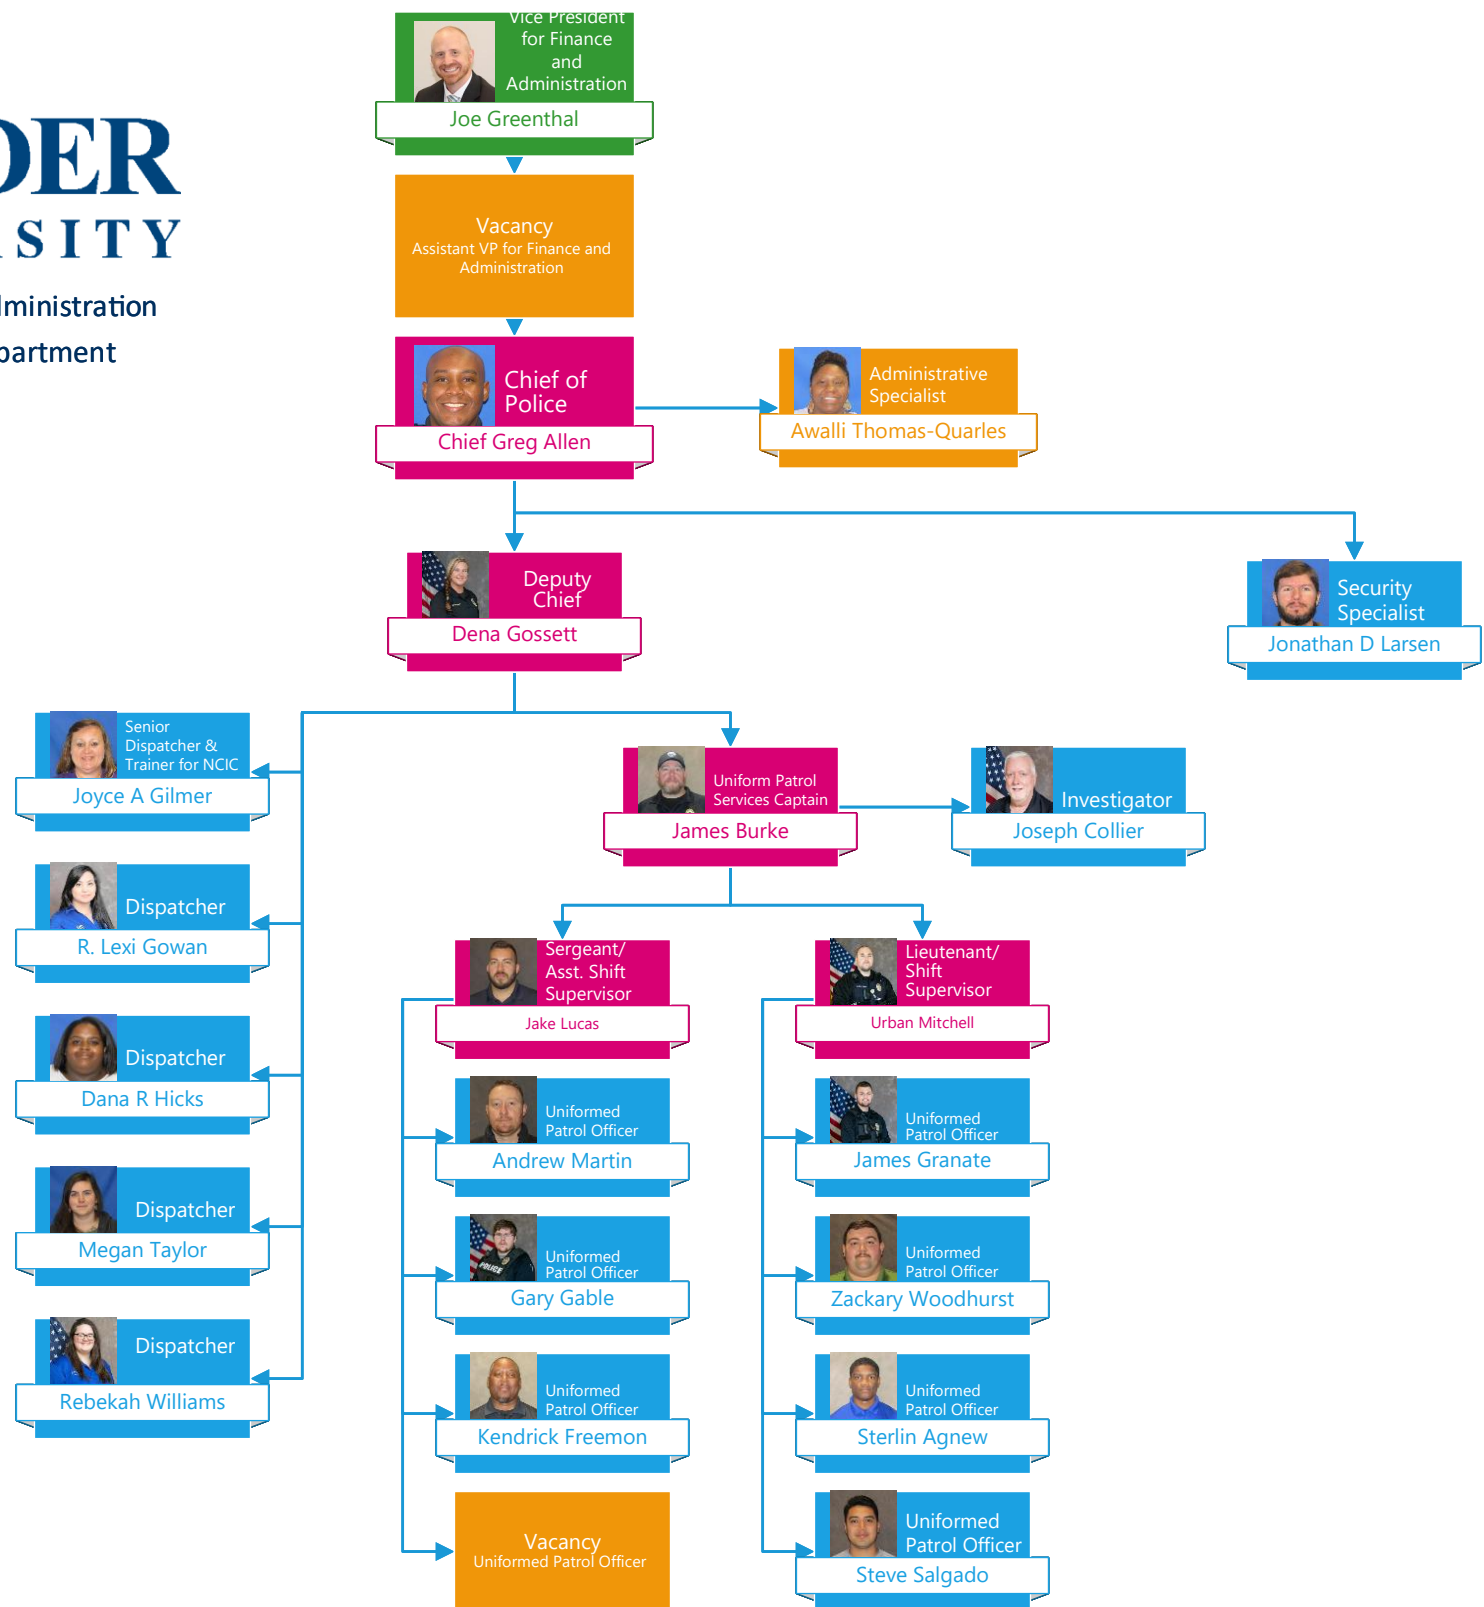 Vice President
for Finance
and
Administration
Joe Greenthal
DER
SITY
Vacancy
Assistant VP for Finance and
Administration
ministration
partment
Chief of
Police
Chief Greg Allen
Administrative
Specialist
Awalli Thomas-Quarles
Deputy
Chief
Dena Gossett
Security
Specialist
Jonathan D Larsen
Senior
Dispatcher &
Trainer for NCIC
Joyce A Gilmer
Uniform Patrol
Services Captain
James Burke
Investigator
Joseph Collier
Dispatcher
R. Lexi Gowan
Sergeant/
Asst. Shift
Supervisor
Jake Lucas
Lieutenant/
Shift
Supervisor
Urban Mitchell
Dispatcher
Dana R Hicks
Uniformed
Patrol Officer
Andrew Martin
Uniformed
Patrol Officer
James Granate
Dispatcher
Megan Taylor
Uniformed
Patrol Officer
Gary Gable
Uniformed
Patrol Officer
Zackary Woodhurst
Dispatcher
Rebekah Williams
Uniformed
Patrol Officer
Kendrick Freemon
Uniformed
Patrol Officer
Sterlin Agnew
Vacancy
Uniformed Patrol Officer
Uniformed
Patrol Officer
Steve Salgado